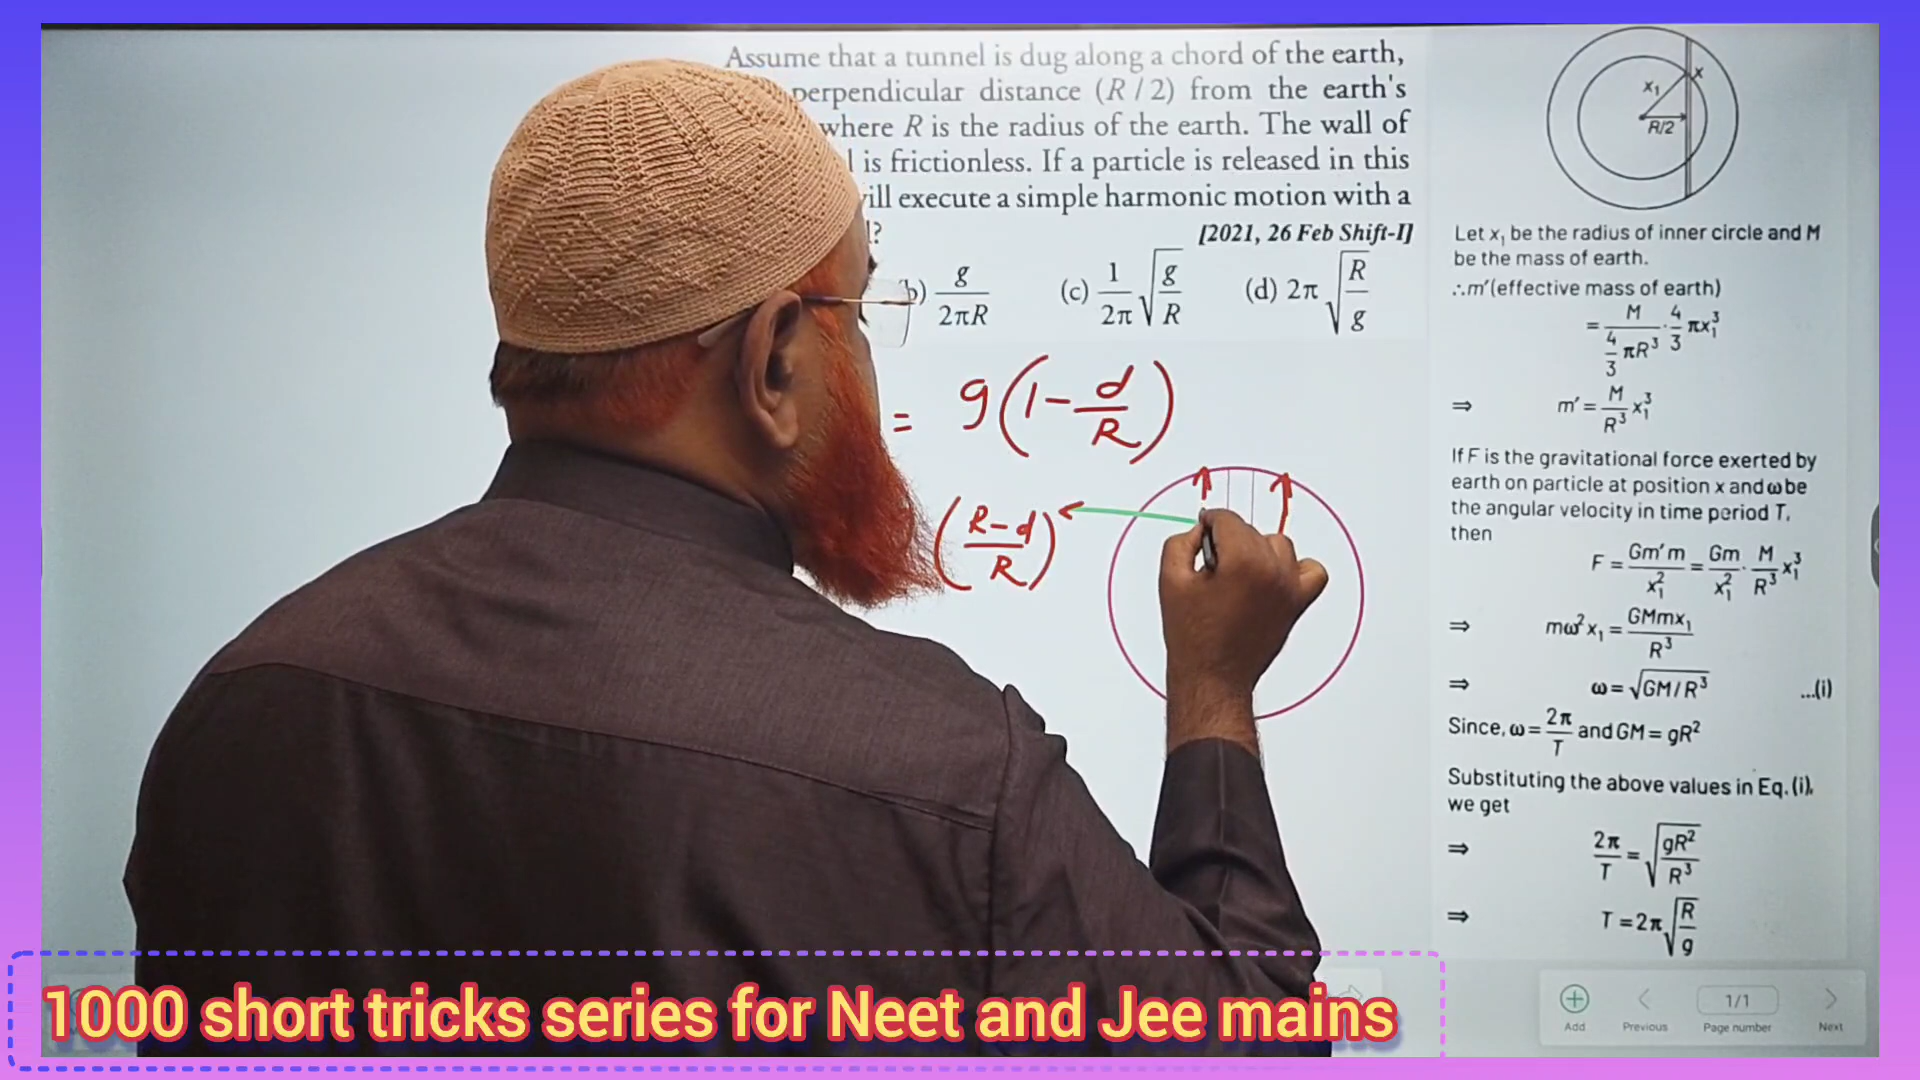 Assume that a tunnel is dug along a chord of the earth,
perpendicular distance (R / 2) from the earth's
where R is the radius of the earth. The wall of
is frictionless. If a particle is released in this
will execute a simple harmonic motion with a
[2021, 26 Feb Shift-I]
b) g/2πR (c) 1/2π √g/R (d) 2π √R/g
= g(1-d/R)
(R-d/R)
x₁ x
R/2
Let x₁ be the radius of inner circle and M
be the mass of earth.
∴m′(effective mass of earth)
= M/(4/3 πR³) · 4/3 πx₁³
⇒ m′ = M/R³ x₁³
If F is the gravitational force exerted by
earth on particle at position x and ω be
the angular velocity in time period T,
then
F = Gm′m/x₁² = Gm/x₁² · M/R³ x₁³
⇒ mω²x₁ = GMmx₁/R³
⇒ ω = √GM/R³ ...(i)
Since, ω = 2π/T and GM = gR²
Substituting the above values in Eq. (i),
we get
⇒ 2π/T = √gR²/R³
⇒ T = 2π √R/g
1/1
Add Previous Page number Next
1000 short tricks series for Neet and Jee mains